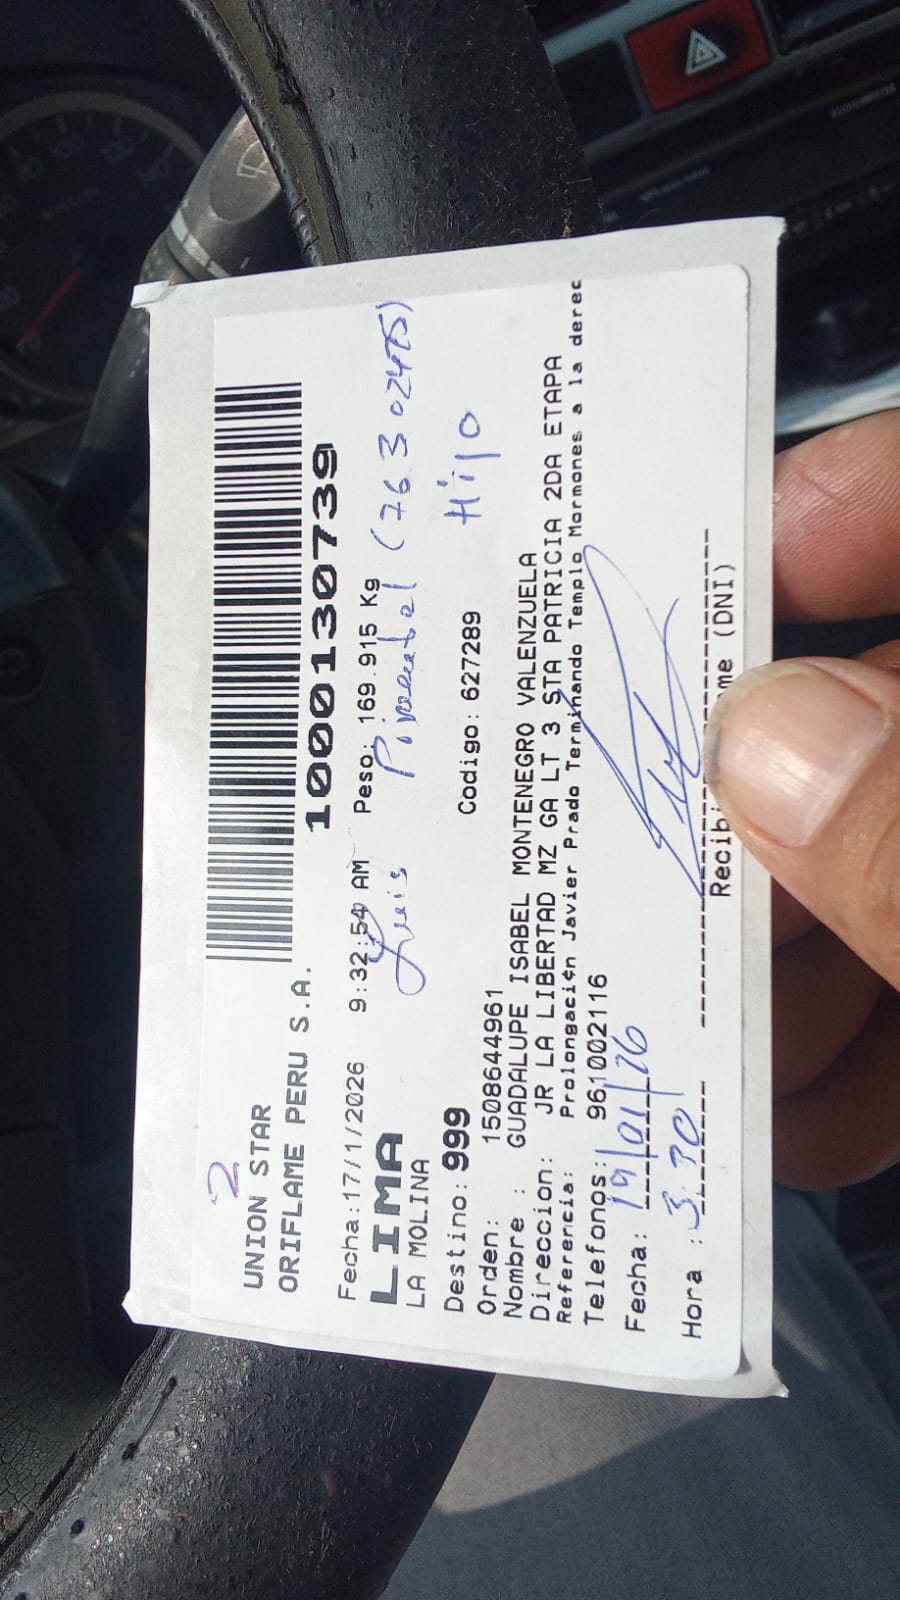 2
UNION STAR
ORIFLAME PERU S.A.
1000130739
Fecha:17/1/2026 9:32:54 AM Peso: 169.915 Kg
LIMA
Luis Pimentel (76302475)
LA MOLINA
Destino: 999 Codigo: 627289 Hijo
Orden: 1508644961
Nombre : GUADALUPE ISABEL MONTENEGRO VALENZUELA
Direccion: JR LA LIBERTAD MZ GA LT 3 STA PATRICIA 2DA ETAPA
Referencia: Prolongaci¢n Javier Prado Terminando Templo Mormones a la derec
Telefonos: 961002116
Fecha: 19/01/26
Hora : 3:30
(DNI)